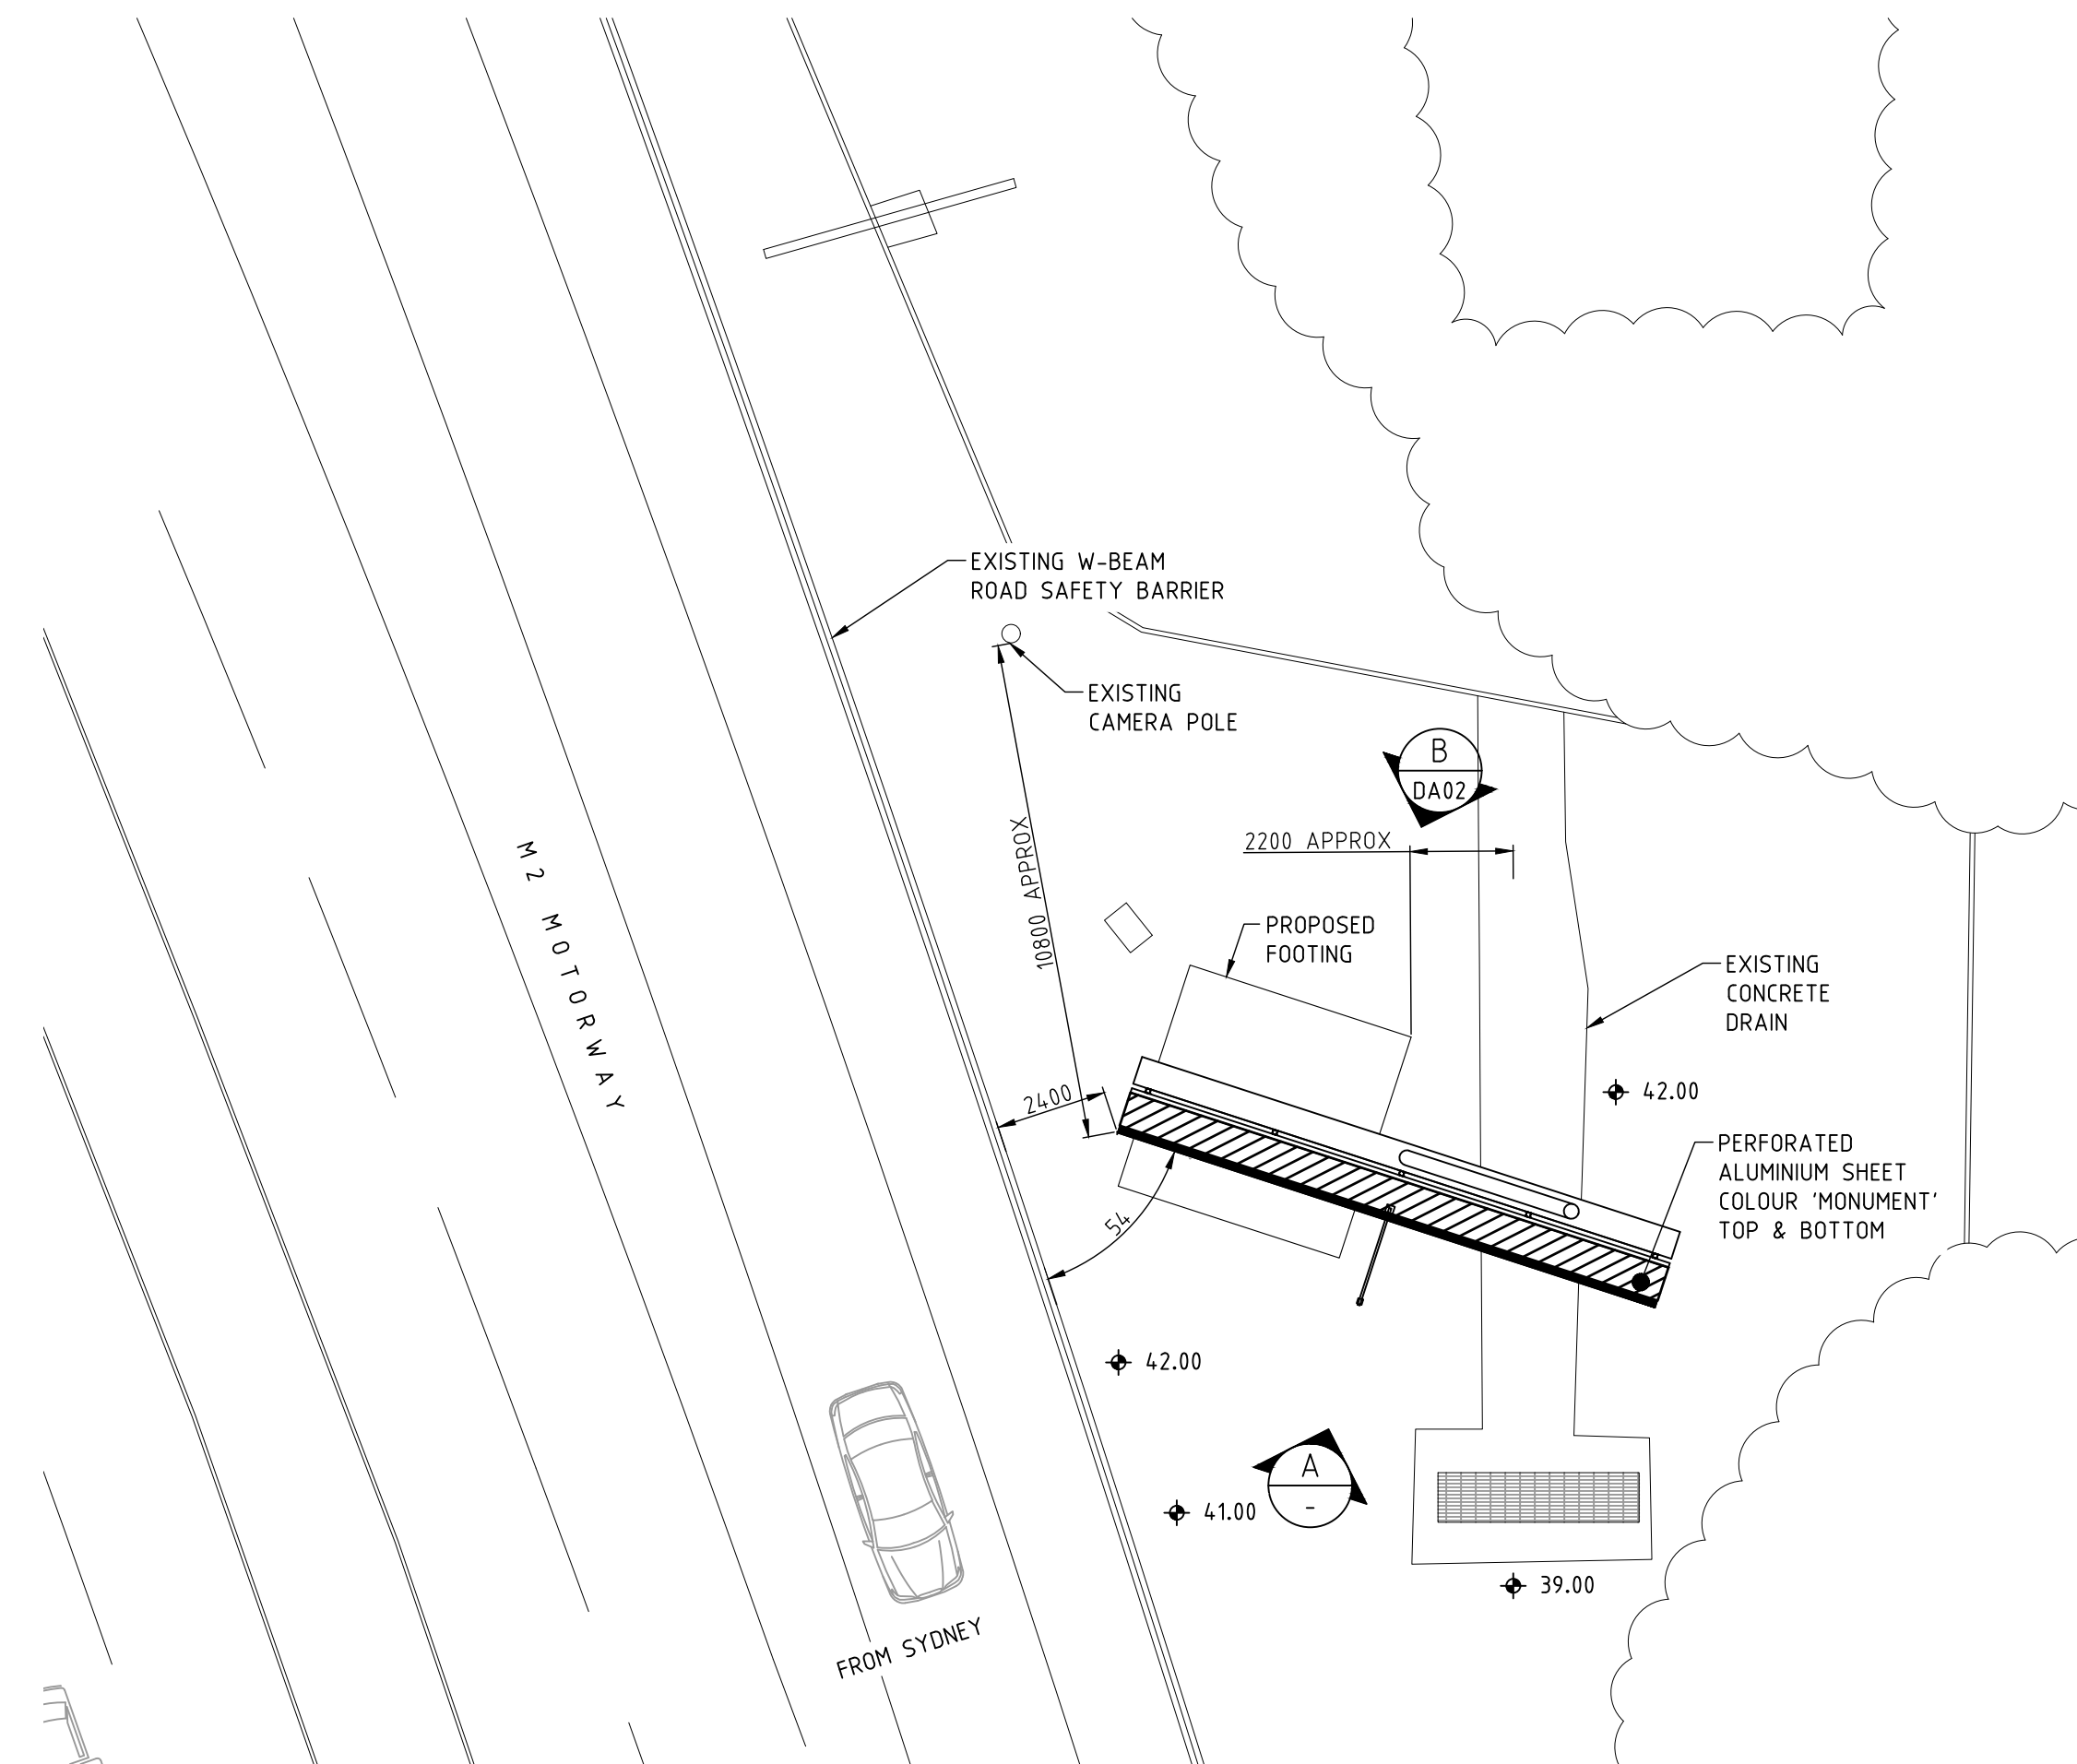 EXISTING W-BEAM
ROAD SAFETY BARRIER
EXISTING
CAMERA POLE
B
DA02
2200 APPROX
10800 APPROX
M2 MOTORWAY
PROPOSED
FOOTING
EXISTING
CONCRETE
DRAIN
2400
42.00
PERFORATED
ALUMINIUM SHEET
COLOUR 'MONUMENT'
TOP & BOTTOM
54
42.00
A
-
41.00
39.00
FROM SYDNEY